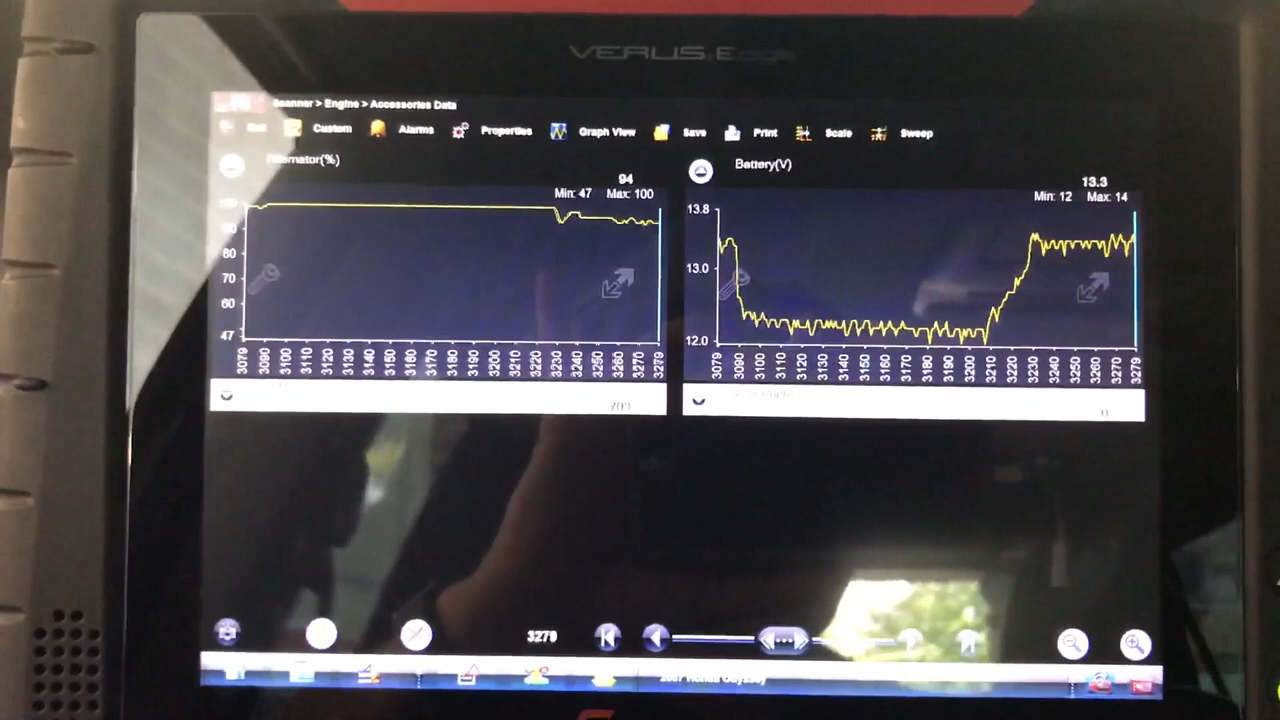 VERUS Edge
Scanner > Engine > Accessories Data
Exit Custom Alarms Properties Graph View Save Print Scale Sweep
Alternator(%)
94
Min: 47 Max: 100
100
90
80
70
60
47
3079 3090 3100 3110 3120 3130 3140 3150 3160 3170 3180 3190 3200 3210 3220 3230 3240 3250 3260 3270 3279
Battery(V)
13.3
Min: 12 Max: 14
13.8
13.0
12.0
3079 3090 3100 3110 3120 3130 3140 3150 3160 3170 3180 3190 3200 3210 3220 3230 3240 3250 3260 3270 3279
0
3279
2007 Honda Odyssey